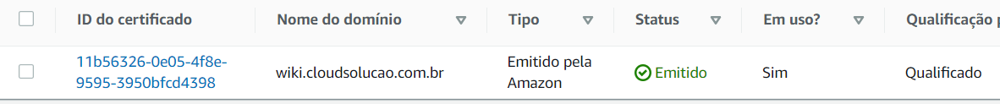 ID do certificado Nome do domínio Tipo Status Em uso? Qualificação p
11b56326-0e05-4f8e-9595-3950bfcd4398 wiki.cloudsolucao.com.br Emitido pela Amazon Emitido Sim Qualificado